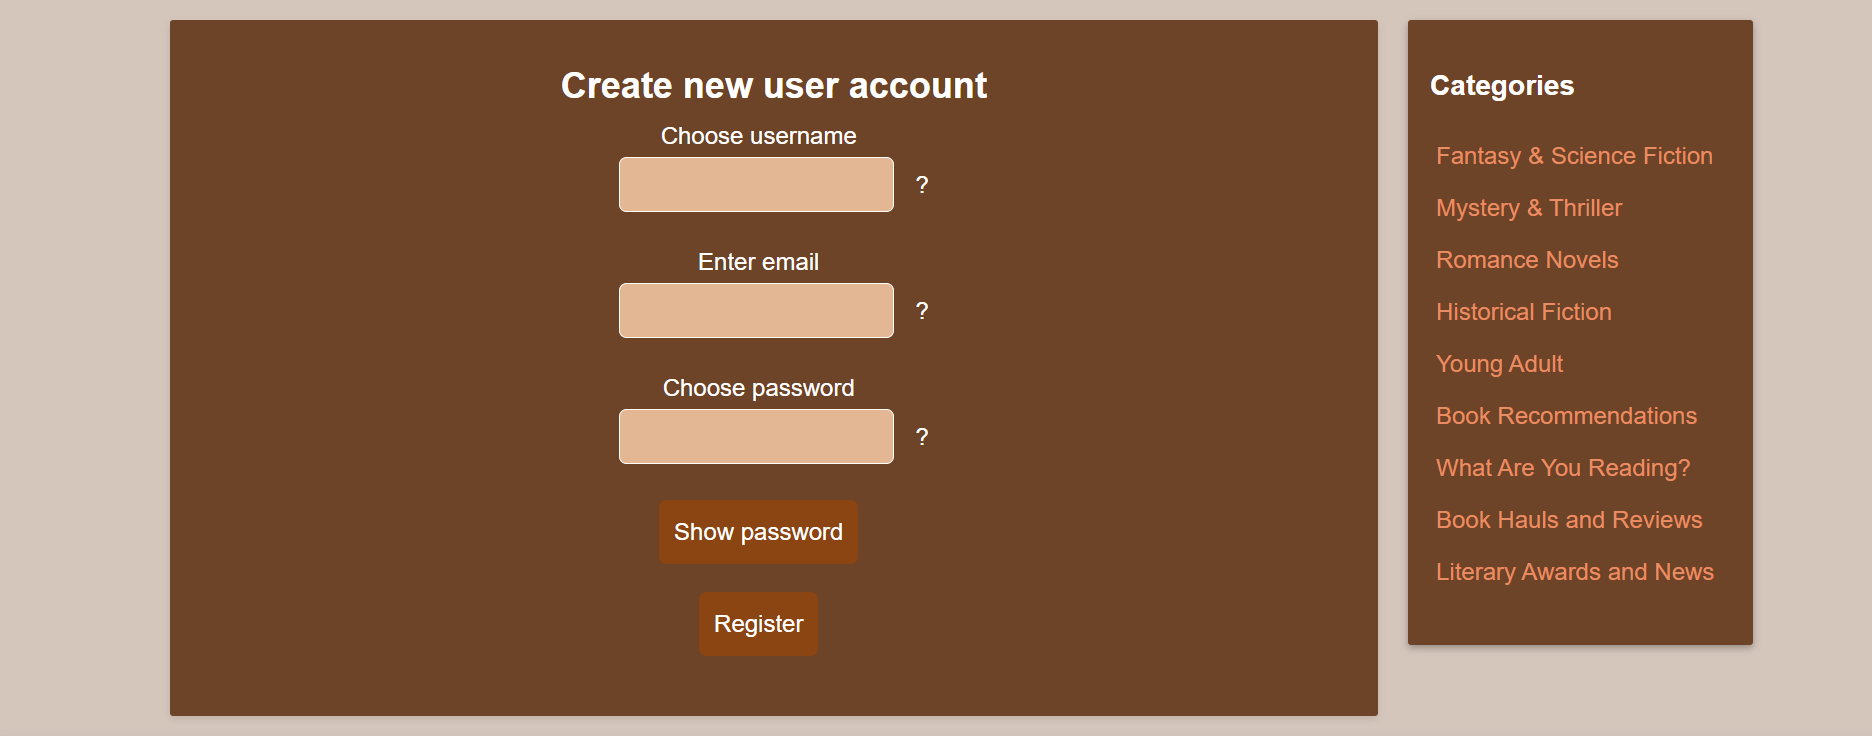 Create new user account
Choose username
?
Enter email
?
Choose password
?
Show password
Register
Categories
Fantasy & Science Fiction
Mystery & Thriller
Romance Novels
Historical Fiction
Young Adult
Book Recommendations
What Are You Reading?
Book Hauls and Reviews
Literary Awards and News